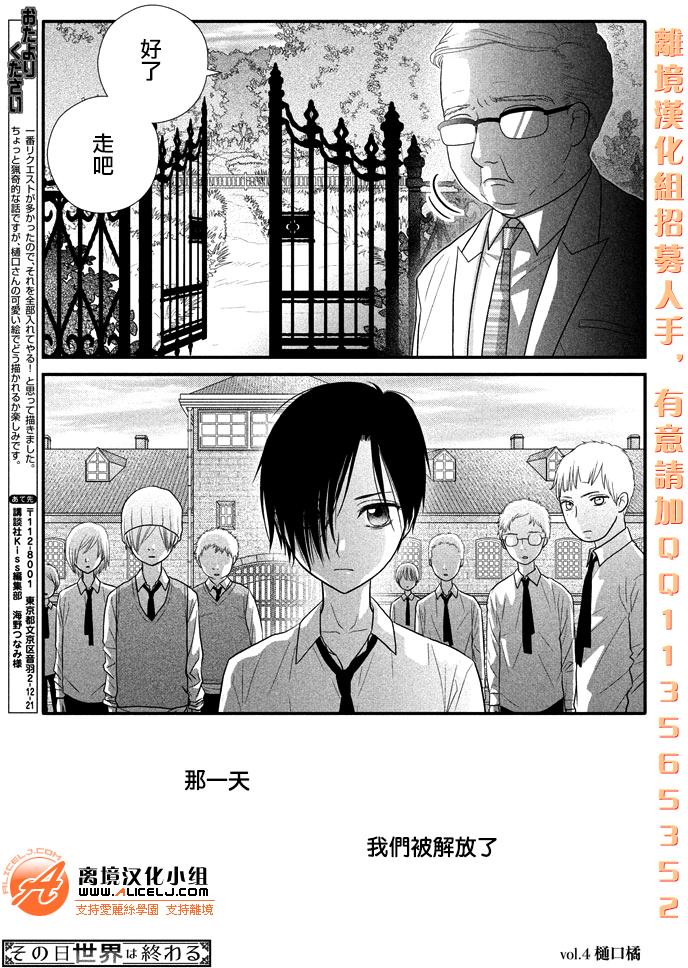 好了
走吧
那一天
我們被解放了
おたより
ください
一番リクエストが多かったので、それを全部入れてやる！と思って描きました。
ちょっと猟奇的な話ですが、樋口さんの可愛い絵でどう描かれるか楽しみです。
あて先
〒112-8001 東京都文京区音羽2-12-21
講談社Kiss編集部 海野つなみ様
離境漢化組招募人手，有意請加QQ113565352
ALICELJ.COM
离境汉化小组
www.ALICELJ.com
支持愛麗絲學園 支持離境
その日世界は終わる
vol.4 樋口橘